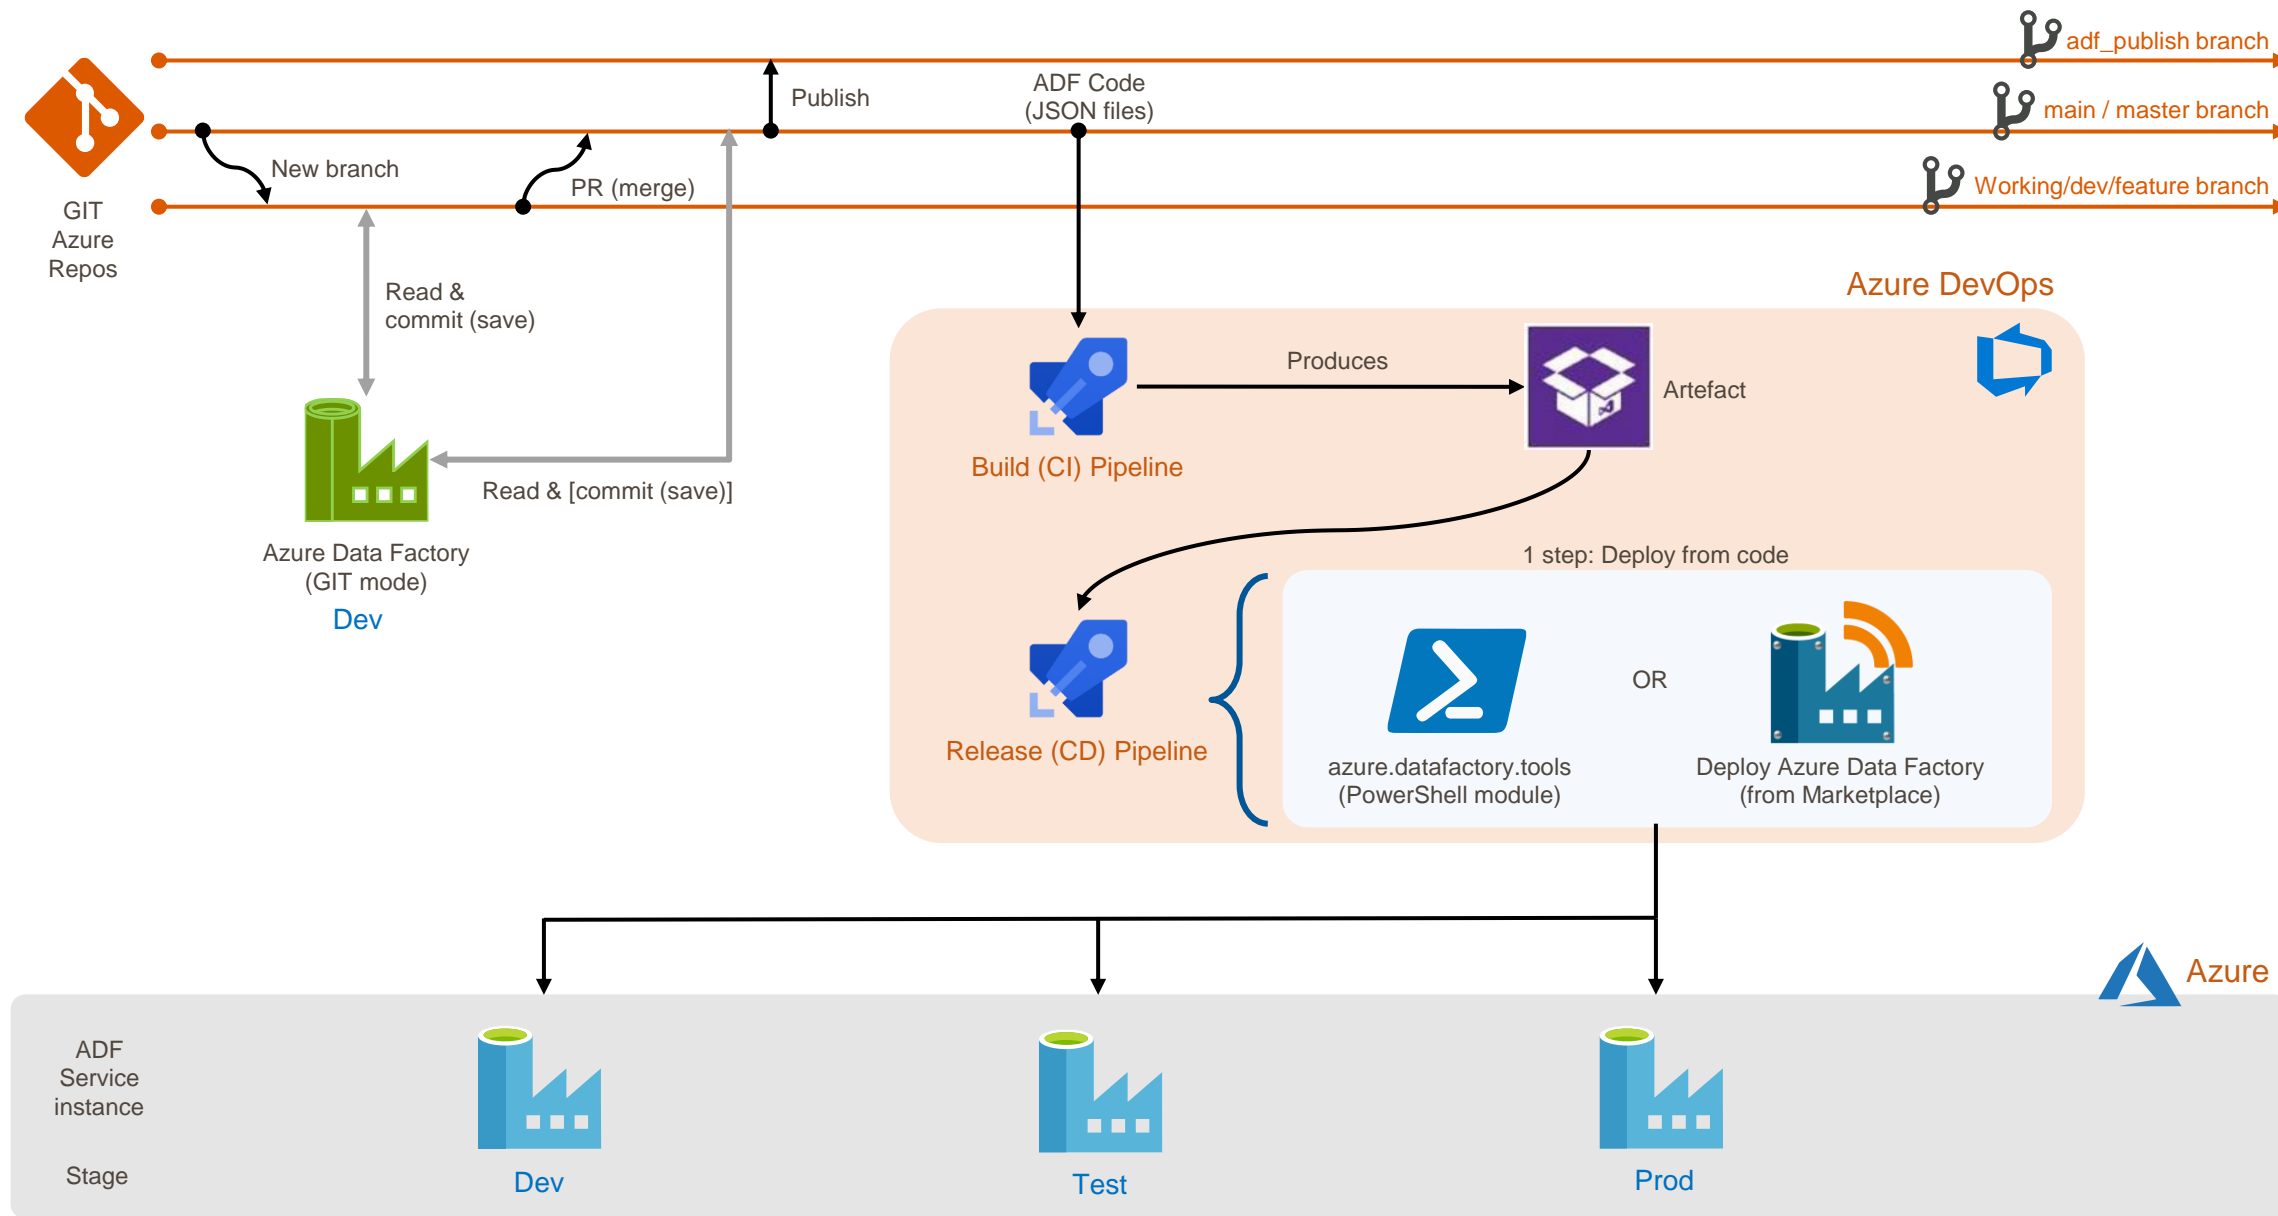 adf_publish branch
Publish
ADF Code
(JSON files)
main / master branch
New branch
PR (merge)
Working/dev/feature branch
GIT
Azure
Repos
Read &
commit (save)
Azure DevOps
Produces
Artefact
Build (CI) Pipeline
Read & [commit (save)]
Azure Data Factory
(GIT mode)
Dev
1 step: Deploy from code
OR
Release (CD) Pipeline
azure.datafactory.tools
(PowerShell module)
Deploy Azure Data Factory
(from Marketplace)
Azure
ADF
Service
instance
Stage
Dev
Test
Prod